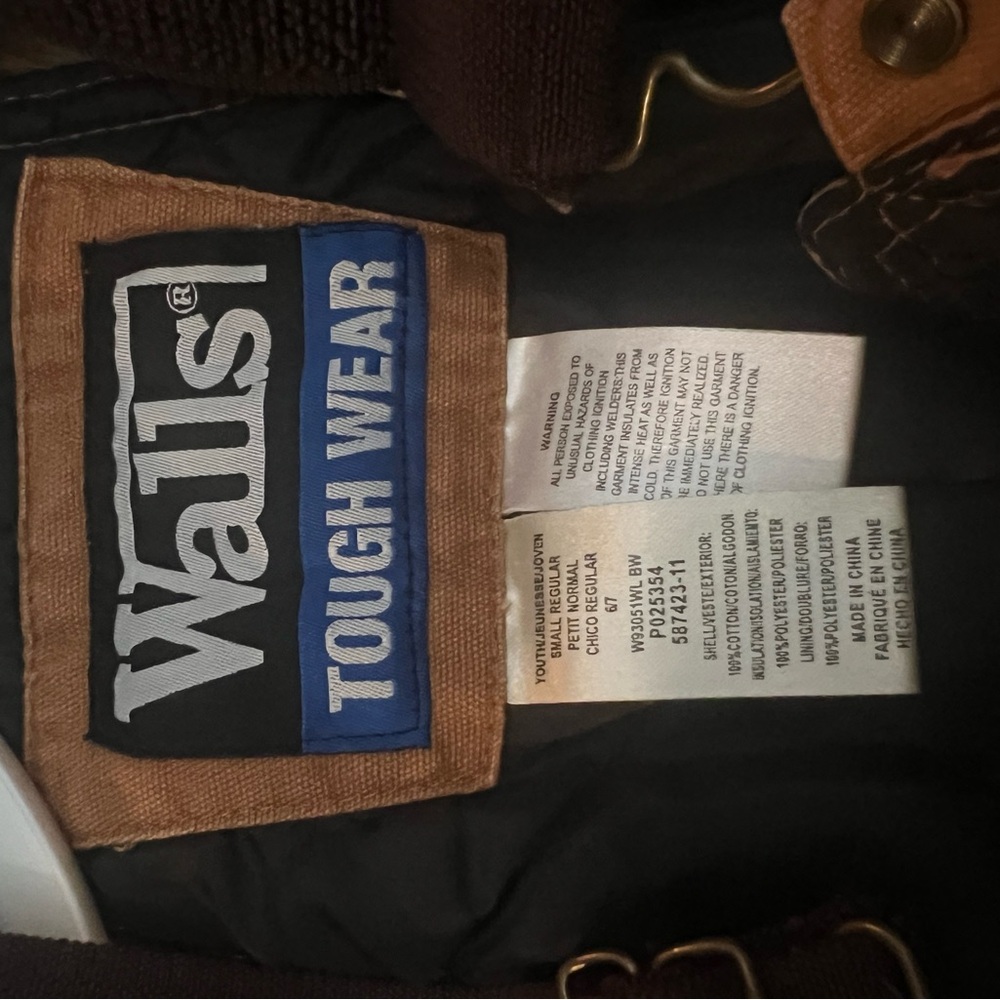 Walls®
TOUGH WEAR
WARNING
ALL PERSON EXPOSED TO
UNUSUAL HAZARDS OF
CLOTHING IGNITION
INCLUDING WELDERS:THIS
GARMENT INSULATES FROM
INTENSE HEAT AS WELL AS
COLD. THEREFORE IGNITION
OF THIS GARMENT MAY NOT
E IMMEDIATELY REALIZED.
O NOT USE THIS GARMENT
HERE THERE IS A DANGER
OF CLOTHING IGNITION.
YOUTH/JEUNESSE/JOVEN
SMALL REGULAR
PETIT NORMAL
CHICO REGULAR
6/7
W93051WL BW
P025354
587423-11
SHELL/VESTE/EXTERIOR:
100%COTTON/COTON/ALGODON
INSULATION/ISOLATION/AISLAMIENTO:
100%POLYESTER/POLIESTER
LINING/DOUBLURE/FORRO:
100%POLYESTER/POLIESTER
MADE IN CHINA
FABRIQUÉ EN CHINE
HECHO EN CHINA